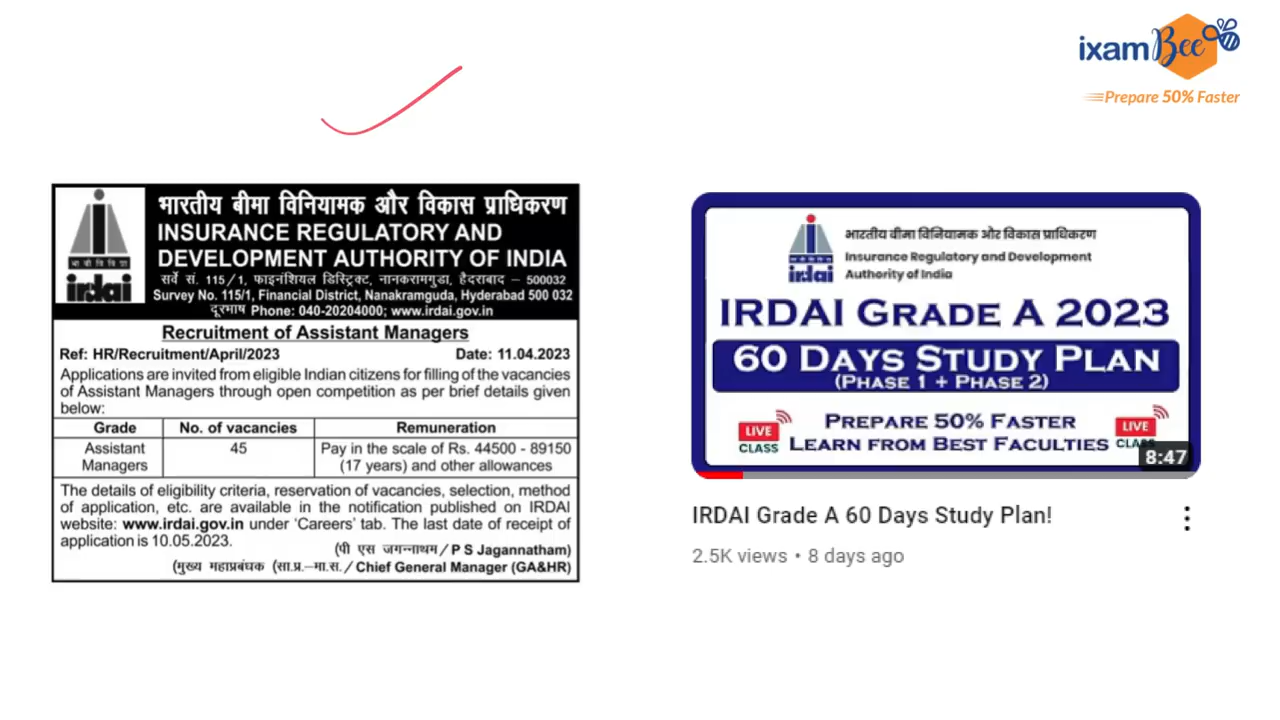 ixamBee
Prepare 50% Faster
भा बी वि वि प्रा
irdai
भारतीय बीमा विनियामक और विकास प्राधिकरण
INSURANCE REGULATORY AND
DEVELOPMENT AUTHORITY OF INDIA
सर्वे सं. 115/1, फाइनंशियल डिस्ट्रिक्ट, नानकरामगुडा, हैदराबाद – 500032
Survey No. 115/1, Financial District, Nanakramguda, Hyderabad 500 032
दूरभाष Phone: 040-20204000; www.irdai.gov.in
Recruitment of Assistant Managers
Ref: HR/Recruitment/April/2023 Date: 11.04.2023
Applications are invited from eligible Indian citizens for filling of the vacancies
of Assistant Managers through open competition as per brief details given
below:
Grade No. of vacancies Remuneration
Assistant 45 Pay in the scale of Rs. 44500 - 89150
Managers (17 years) and other allowances
The details of eligibility criteria, reservation of vacancies, selection, method
of application, etc. are available in the notification published on IRDAI
website: www.irdai.gov.in under ‘Careers’ tab. The last date of receipt of
application is 10.05.2023.
(पी एस जगन्नाथम/ P S Jagannatham)
(मुख्य महाप्रबंधक (सा.प्र.–मा.स./ Chief General Manager (GA&HR)
irdai
भारतीय बीमा विनियामक और विकास प्राधिकरण
Insurance Regulatory and Development
Authority of India
IRDAI GRADE A 2023
60 DAYS STUDY PLAN
(PHASE 1 + PHASE 2)
LIVE CLASS
PREPARE 50% FASTER
LEARN FROM BEST FACULTIES
LIVE CLASS
8:47
IRDAI Grade A 60 Days Study Plan!
2.5K views • 8 days ago